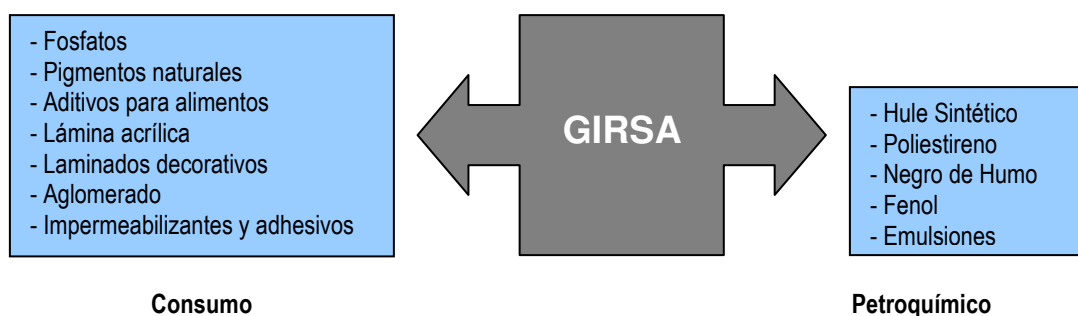 - Fosfatos
- Pigmentos naturales
- Aditivos para alimentos
- Lámina acrílica
- Laminados decorativos
- Aglomerado
- Impermeabilizantes y adhesivos
GIRSA
- Hule Sintético
- Poliestireno
- Negro de Humo
- Fenol
- Emulsiones
Consumo
Petroquímico